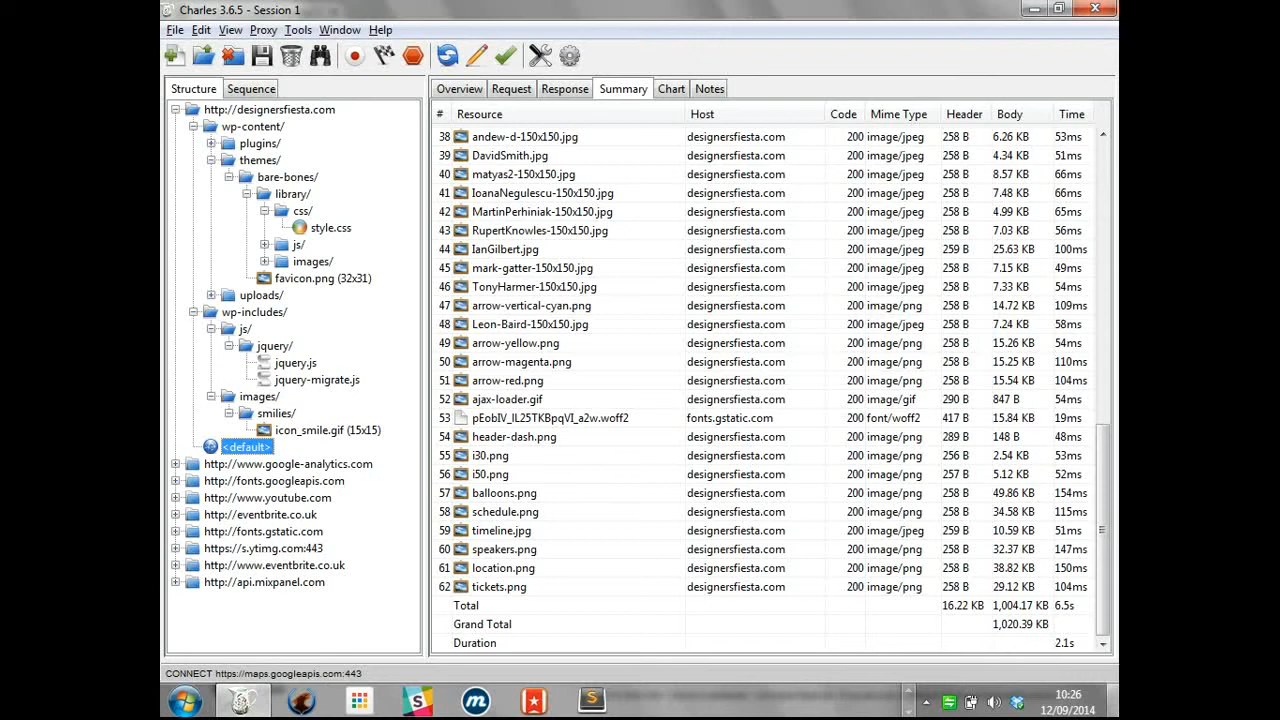 Charles 3.6.5 - Session 1
File Edit View Proxy Tools Window Help
Structure Sequence
http://designersfiesta.com
wp-content/
plugins/
themes/
bare-bones/
library/
css/
style.css
js/
images/
favicon.png (32x31)
uploads/
wp-includes/
js/
jquery/
jquery.js
jquery-migrate.js
images/
smilies/
icon_smile.gif (15x15)
<default>
http://www.google-analytics.com
http://fonts.googleapis.com
http://www.youtube.com
http://eventbrite.co.uk
http://fonts.gstatic.com
https://s.ytimg.com:443
http://www.eventbrite.co.uk
http://api.mixpanel.com
Overview Request Response Summary Chart Notes
# Resource Host Code Mime Type Header Body Time
38 andew-d-150x150.jpg designersfiesta.com 200 image/jpeg 258 B 6.26 KB 53ms
39 DavidSmith.jpg designersfiesta.com 200 image/jpeg 258 B 4.34 KB 51ms
40 matyas2-150x150.jpg designersfiesta.com 200 image/jpeg 258 B 8.57 KB 66ms
41 IoanaNegulescu-150x150.jpg designersfiesta.com 200 image/jpeg 258 B 7.48 KB 66ms
42 MartinPerhiniak-150x150.jpg designersfiesta.com 200 image/jpeg 258 B 4.99 KB 65ms
43 RupertKnowles-150x150.jpg designersfiesta.com 200 image/jpeg 258 B 7.03 KB 56ms
44 IanGilbert.jpg designersfiesta.com 200 image/jpeg 259 B 25.63 KB 100ms
45 mark-gatter-150x150.jpg designersfiesta.com 200 image/jpeg 258 B 7.15 KB 49ms
46 TonyHarmer-150x150.jpg designersfiesta.com 200 image/jpeg 258 B 7.33 KB 54ms
47 arrow-vertical-cyan.png designersfiesta.com 200 image/png 258 B 14.72 KB 109ms
48 Leon-Baird-150x150.jpg designersfiesta.com 200 image/jpeg 258 B 7.24 KB 58ms
49 arrow-yellow.png designersfiesta.com 200 image/png 258 B 15.26 KB 54ms
50 arrow-magenta.png designersfiesta.com 200 image/png 258 B 15.25 KB 110ms
51 arrow-red.png designersfiesta.com 200 image/png 258 B 15.54 KB 104ms
52 ajax-loader.gif designersfiesta.com 200 image/gif 290 B 847 B 54ms
53 pEobIV_IL25TKBpqVI_a2w.woff2 fonts.gstatic.com 200 font/woff2 417 B 15.84 KB 19ms
54 header-dash.png designersfiesta.com 200 image/png 289 B 148 B 48ms
55 i30.png designersfiesta.com 200 image/png 256 B 2.54 KB 53ms
56 i50.png designersfiesta.com 200 image/png 257 B 5.12 KB 52ms
57 balloons.png designersfiesta.com 200 image/png 258 B 49.86 KB 154ms
58 schedule.png designersfiesta.com 200 image/png 258 B 34.58 KB 115ms
59 timeline.jpg designersfiesta.com 200 image/jpeg 259 B 10.59 KB 51ms
60 speakers.png designersfiesta.com 200 image/png 258 B 32.37 KB 147ms
61 location.png designersfiesta.com 200 image/png 258 B 38.82 KB 150ms
62 tickets.png designersfiesta.com 200 image/png 258 B 29.12 KB 104ms
Total 16.22 KB 1,004.17 KB 6.5s
Grand Total 1,020.39 KB
Duration 2.1s
CONNECT https://maps.googleapis.com:443
10:26
12/09/2014